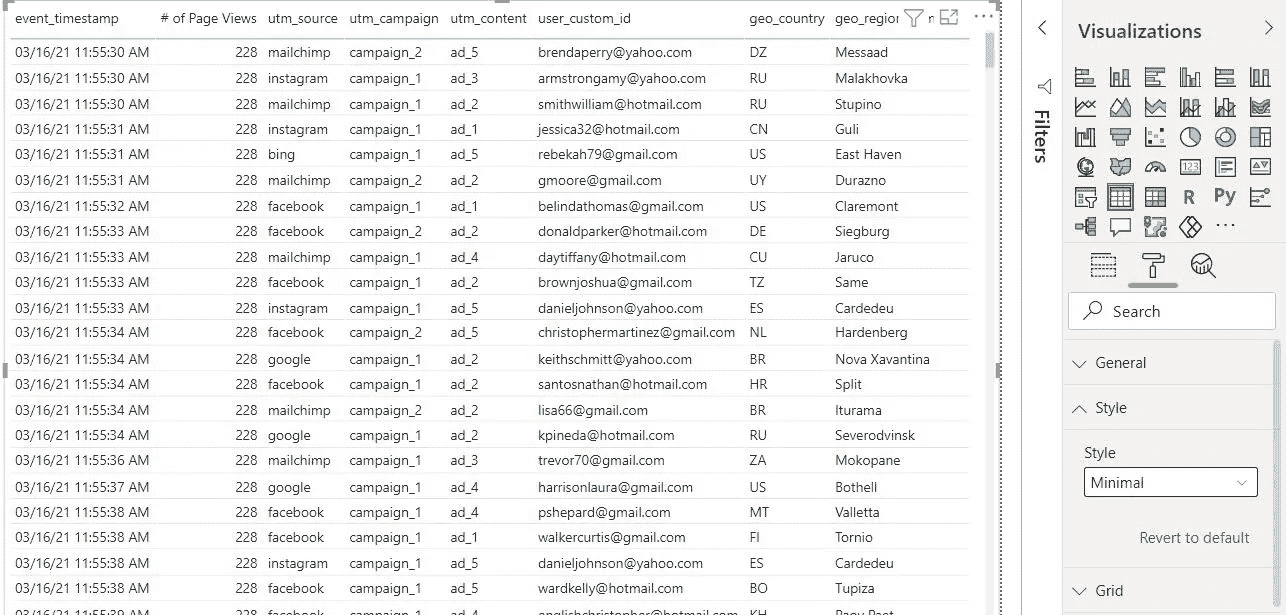 event_timestamp # of Page Views utm_source utm_campaign utm_content user_custom_id geo_country geo_region
03/16/21 11:55:30 AM 228 mailchimp campaign_2 ad_5 brendaperry@yahoo.com DZ Messaad
03/16/21 11:55:30 AM 228 instagram campaign_1 ad_3 armstrongamy@yahoo.com RU Malakhovka
03/16/21 11:55:30 AM 228 mailchimp campaign_1 ad_2 smithwilliam@hotmail.com RU Stupino
03/16/21 11:55:31 AM 228 instagram campaign_1 ad_1 jessica32@hotmail.com CN Guli
03/16/21 11:55:31 AM 228 bing campaign_1 ad_5 rebekah79@gmail.com US East Haven
03/16/21 11:55:31 AM 228 mailchimp campaign_2 ad_2 gmoore@gmail.com UY Durazno
03/16/21 11:55:32 AM 228 facebook campaign_1 ad_2 belindathomas@gmail.com US Claremont
03/16/21 11:55:33 AM 228 facebook campaign_2 ad_2 donaldparker@hotmail.com DE Siegburg
03/16/21 11:55:33 AM 228 mailchimp campaign_1 ad_4 daytiffany@hotmail.com CU Jaruco
03/16/21 11:55:33 AM 228 facebook campaign_1 ad_2 brownjoshua@gmail.com TZ Same
03/16/21 11:55:33 AM 228 instagram campaign_1 ad_5 danieljohnson@yahoo.com ES Cardedeu
03/16/21 11:55:34 AM 228 facebook campaign_2 ad_5 christophermartinez@gmail.com NL Hardenberg
03/16/21 11:55:34 AM 228 google campaign_1 ad_2 keithschmitt@yahoo.com BR Nova Xavantina
03/16/21 11:55:34 AM 228 facebook campaign_1 ad_2 santosnathan@hotmail.com HR Split
03/16/21 11:55:34 AM 228 mailchimp campaign_2 ad_2 lisa66@gmail.com BR Iturama
03/16/21 11:55:34 AM 228 google campaign_1 ad_2 kpineda@hotmail.com RU Severodvinsk
03/16/21 11:55:36 AM 228 mailchimp campaign_1 ad_3 trevor70@gmail.com ZA Mokopane
03/16/21 11:55:37 AM 228 google campaign_1 ad_4 harrisonlaura@gmail.com US Bothell
03/16/21 11:55:38 AM 228 facebook campaign_1 ad_4 pshepard@gmail.com MT Valletta
03/16/21 11:55:38 AM 228 facebook campaign_1 ad_1 walkercurtis@gmail.com FI Tornio
03/16/21 11:55:38 AM 228 instagram campaign_1 ad_5 danieljohnson@yahoo.com ES Cardedeu
03/16/21 11:55:38 AM 228 facebook campaign_1 ad_5 wardkelly@hotmail.com BO Tupiza
03/16/21 11:55:39 AM 228 facebook campaign_1 ad_4 englishchristopher@hotmail.com KH
Filters
Visualizations
123
R Py
Search
General
Style
Style
Minimal
Revert to default
Grid